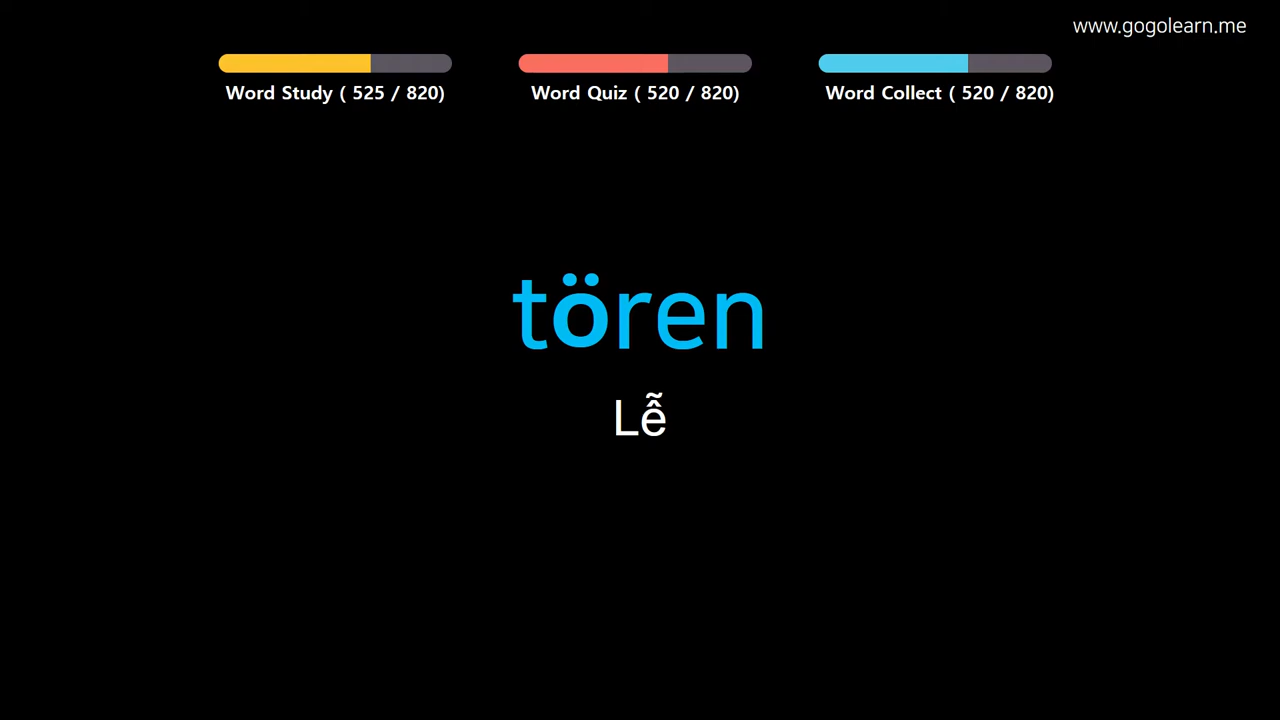 www.gogolearn.me
Word Study ( 525 / 820)
Word Quiz ( 520 / 820)
Word Collect ( 520 / 820)
tören
Lễ